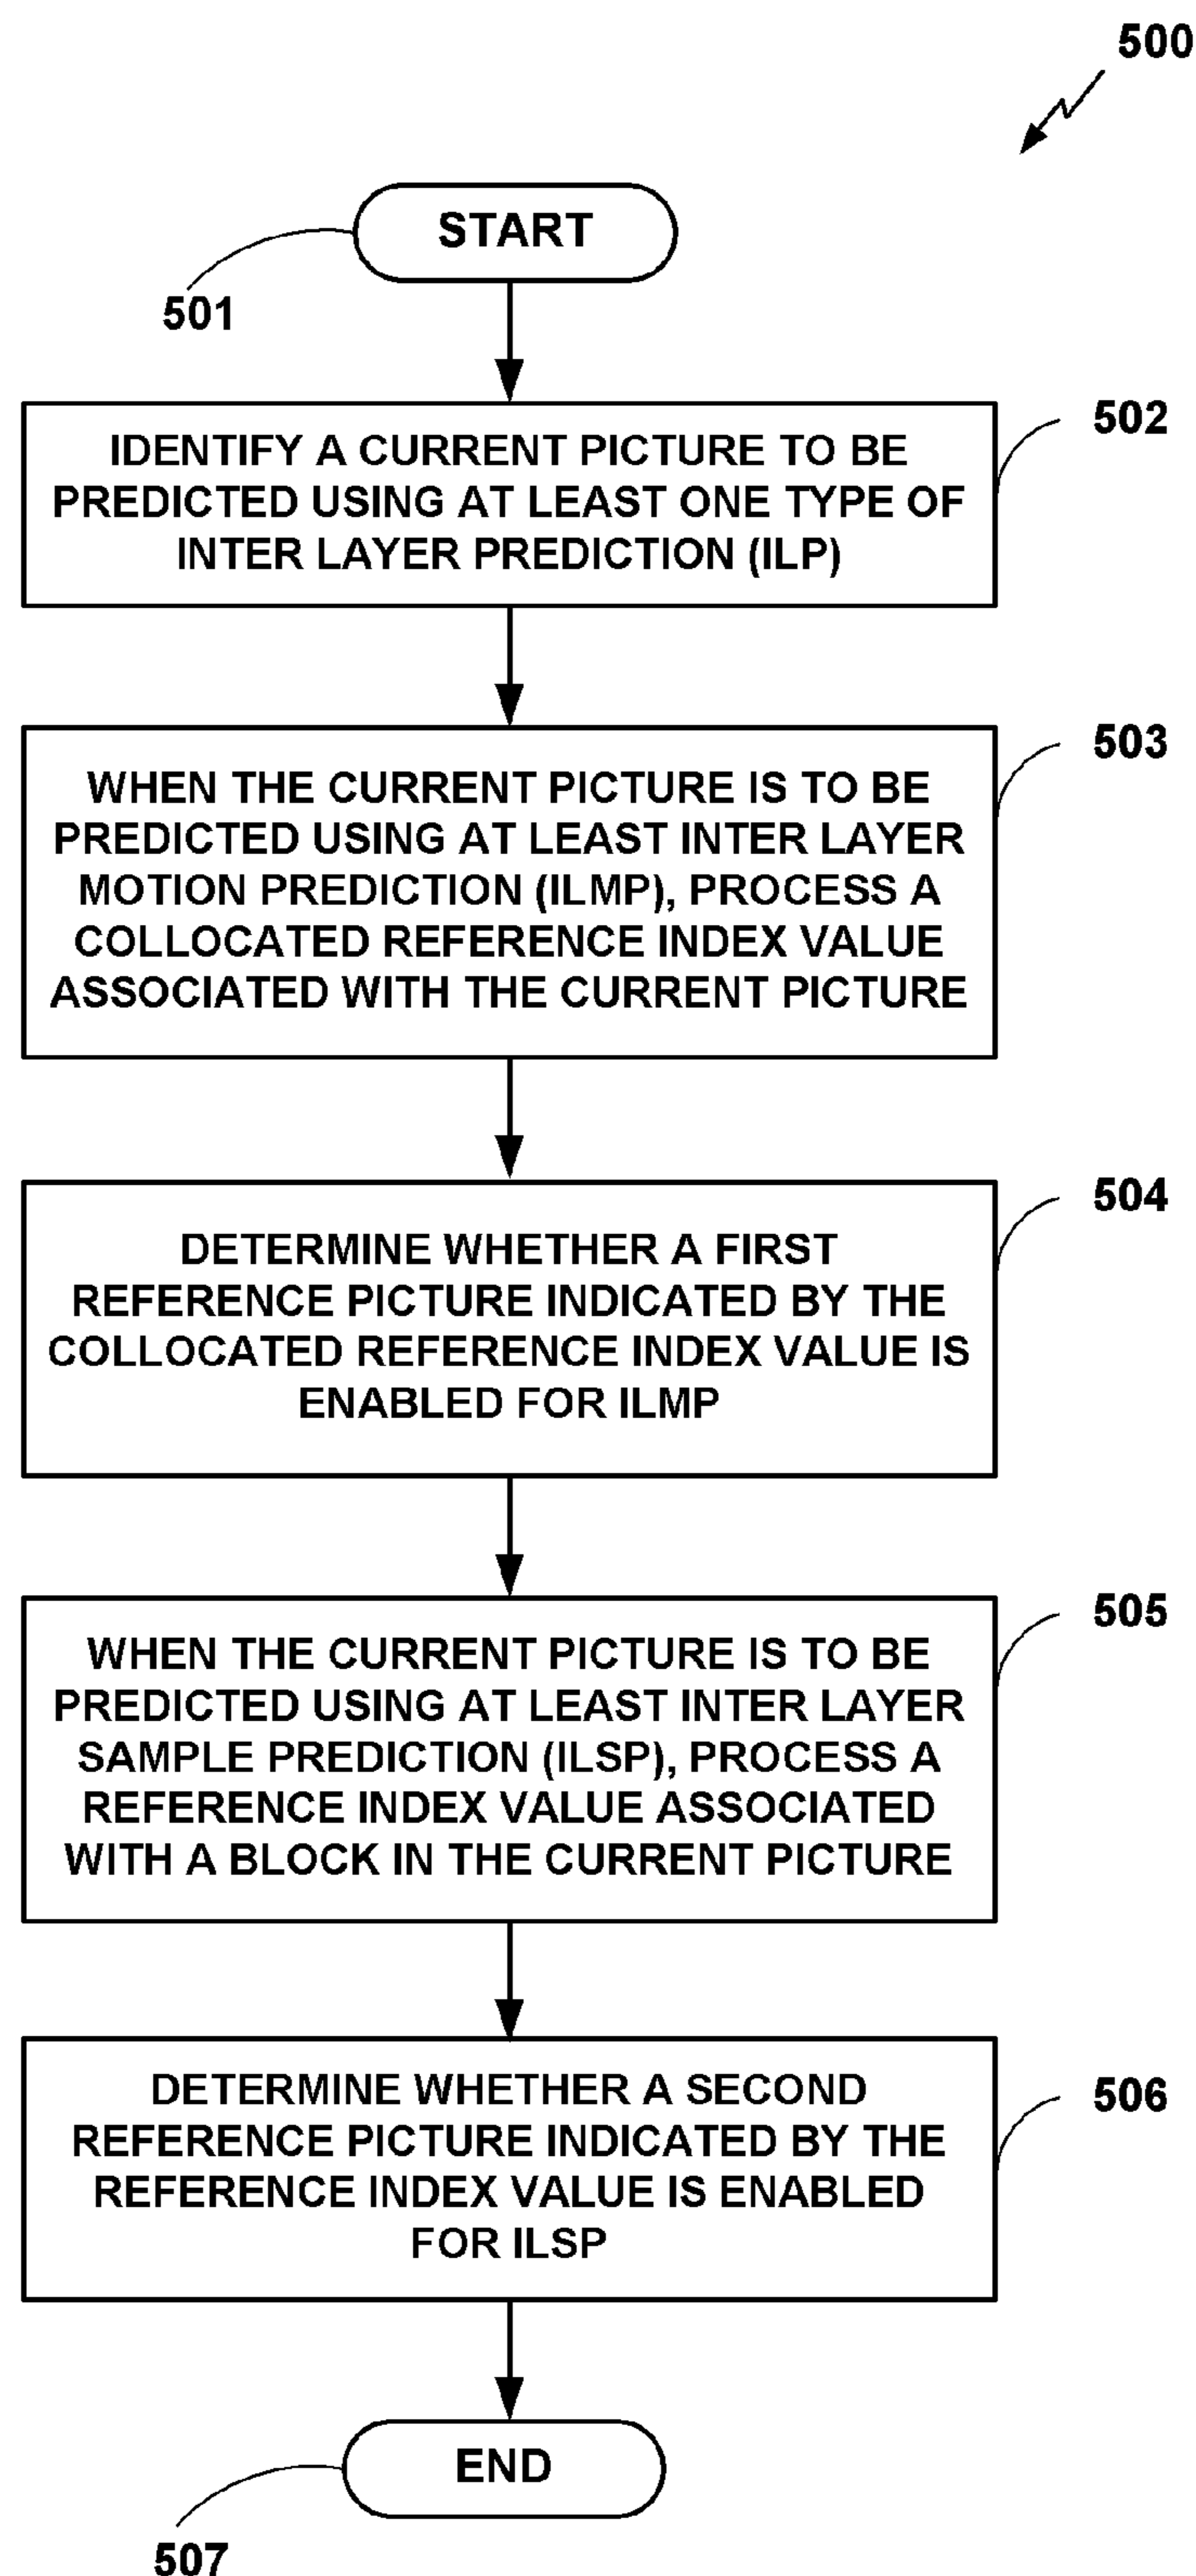 500
START
501
502
IDENTIFY A CURRENT PICTURE TO BE
PREDICTED USING AT LEAST ONE TYPE OF
INTER LAYER PREDICTION (ILP)
503
WHEN THE CURRENT PICTURE IS TO BE
PREDICTED USING AT LEAST INTER LAYER
MOTION PREDICTION (ILMP), PROCESS A
COLLOCATED REFERENCE INDEX VALUE
ASSOCIATED WITH THE CURRENT PICTURE
504
DETERMINE WHETHER A FIRST
REFERENCE PICTURE INDICATED BY THE
COLLOCATED REFERENCE INDEX VALUE IS
ENABLED FOR ILMP
505
WHEN THE CURRENT PICTURE IS TO BE
PREDICTED USING AT LEAST INTER LAYER
SAMPLE PREDICTION (ILSP), PROCESS A
REFERENCE INDEX VALUE ASSOCIATED
WITH A BLOCK IN THE CURRENT PICTURE
506
DETERMINE WHETHER A SECOND
REFERENCE PICTURE INDICATED BY THE
REFERENCE INDEX VALUE IS ENABLED
FOR ILSP
END
507